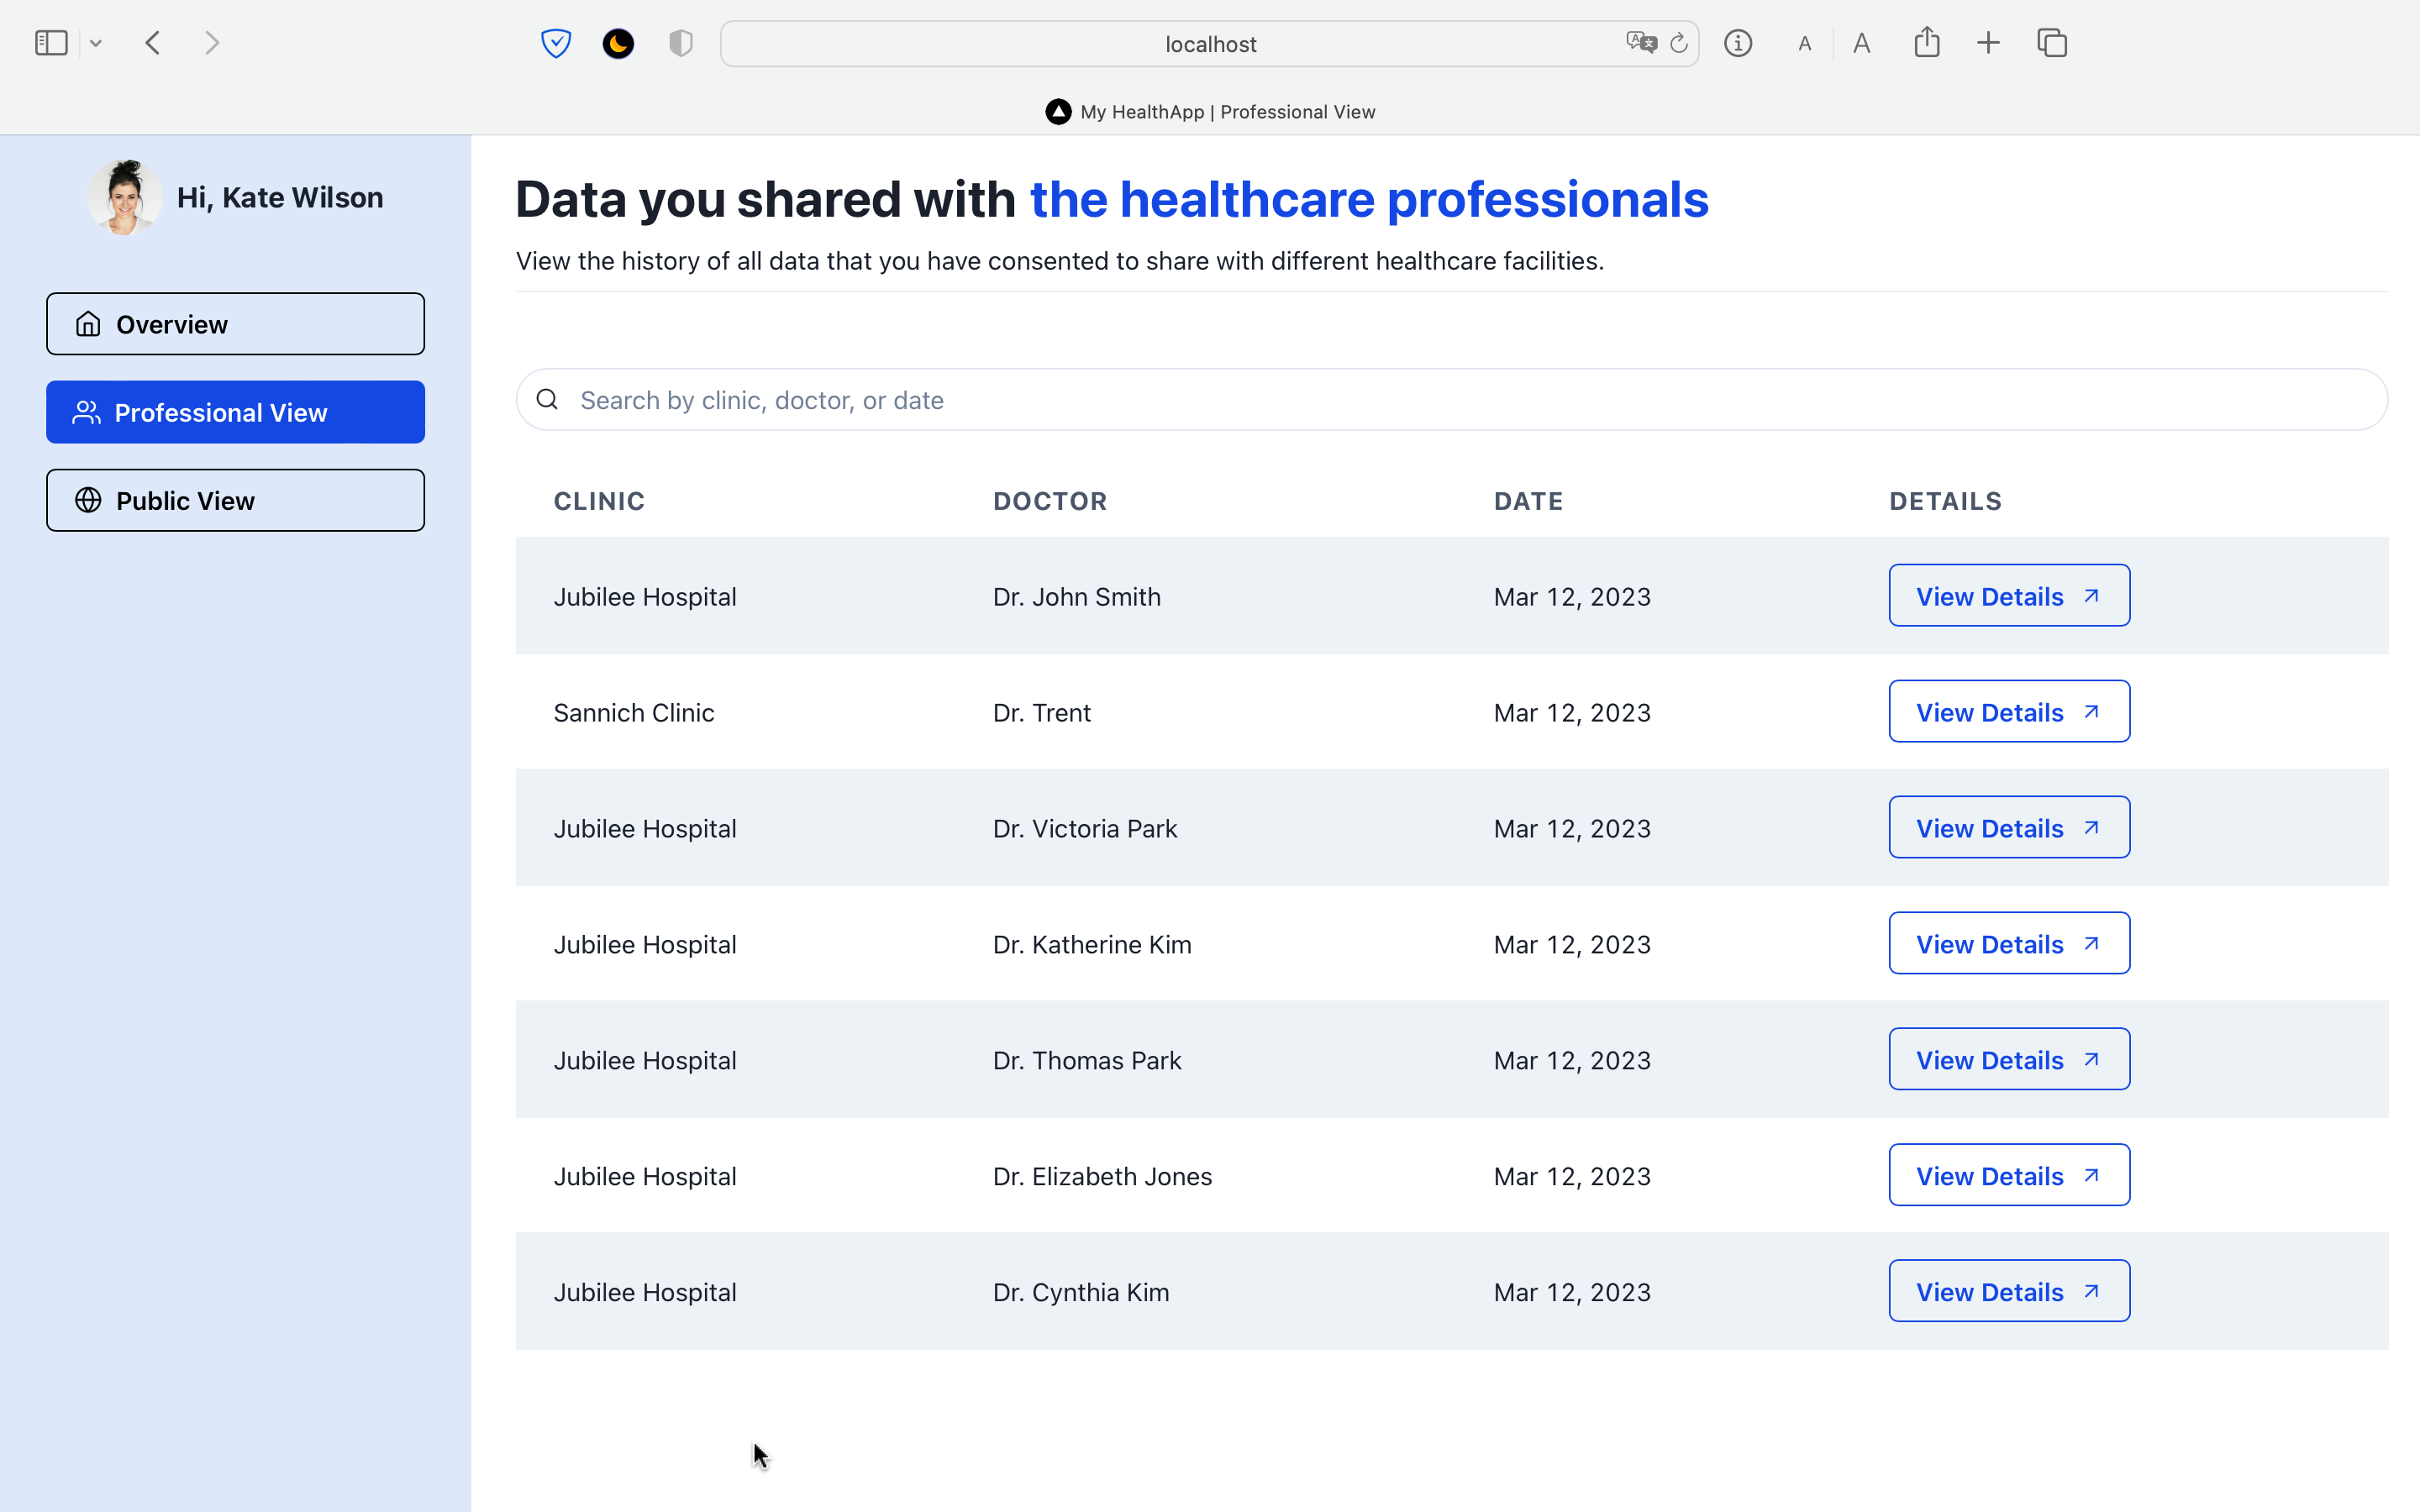 localhost
A A
My HealthApp | Professional View
Hi, Kate Wilson
Overview
Professional View
Public View
Data you shared with the healthcare professionals
View the history of all data that you have consented to share with different healthcare facilities.
Search by clinic, doctor, or date
CLINIC DOCTOR DATE DETAILS
Jubilee Hospital Dr. John Smith Mar 12, 2023 View Details
Sannich Clinic Dr. Trent Mar 12, 2023 View Details
Jubilee Hospital Dr. Victoria Park Mar 12, 2023 View Details
Jubilee Hospital Dr. Katherine Kim Mar 12, 2023 View Details
Jubilee Hospital Dr. Thomas Park Mar 12, 2023 View Details
Jubilee Hospital Dr. Elizabeth Jones Mar 12, 2023 View Details
Jubilee Hospital Dr. Cynthia Kim Mar 12, 2023 View Details